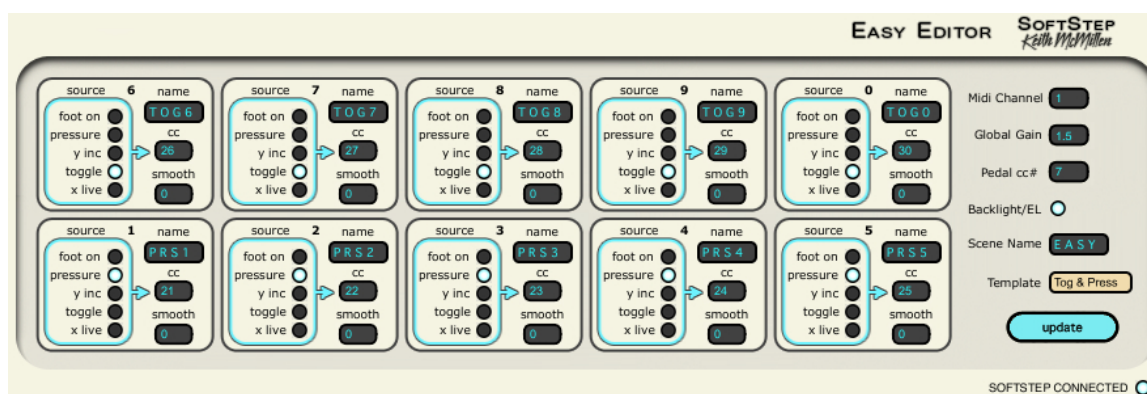 EASY EDITOR
SOFTSTEP
Keith McMillen
source 6 name
TOG6
foot on
pressure
y inc
toggle
x live
cc
26
smooth
0
source 7 name
TOG7
foot on
pressure
y inc
toggle
x live
cc
27
smooth
0
source 8 name
TOG8
foot on
pressure
y inc
toggle
x live
cc
28
smooth
0
source 9 name
TOG9
foot on
pressure
y inc
toggle
x live
cc
29
smooth
0
source 0 name
TOG0
foot on
pressure
y inc
toggle
x live
cc
30
smooth
0
source 1 name
PRS1
foot on
pressure
y inc
toggle
x live
cc
21
smooth
0
source 2 name
PRS2
foot on
pressure
y inc
toggle
x live
cc
22
smooth
0
source 3 name
PRS3
foot on
pressure
y inc
toggle
x live
cc
23
smooth
0
source 4 name
PRS4
foot on
pressure
y inc
toggle
x live
cc
24
smooth
0
source 5 name
PRS5
foot on
pressure
y inc
toggle
x live
cc
25
smooth
0
Midi Channel 1
Global Gain 1.5
Pedal cc# 7
Backlight/EL
Scene Name EASY
Template Tog & Press
update
SOFTSTEP CONNECTED